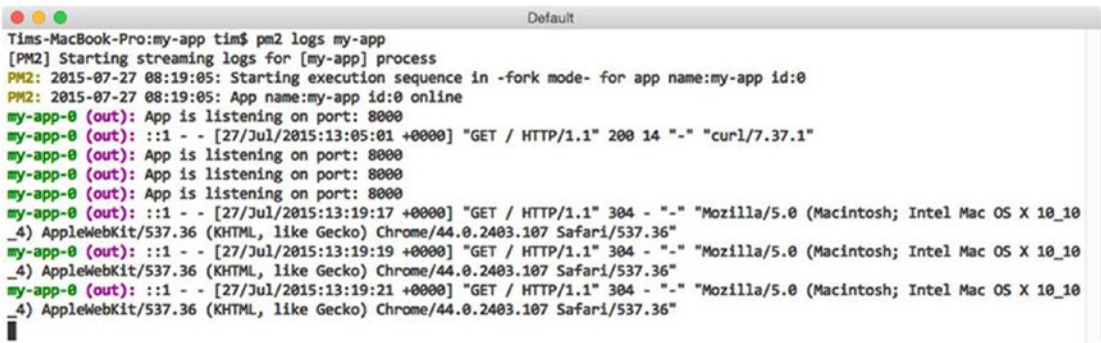 Default
Tims-MacBook-Pro:my-app tim$ pm2 logs my-app
[PM2] Starting streaming logs for [my-app] process
PM2: 2015-07-27 08:19:05: Starting execution sequence in -fork mode- for app name:my-app id:0
PM2: 2015-07-27 08:19:05: App name:my-app id:0 online
my-app-0 (out): App is listening on port: 8000
my-app-0 (out): ::1 - - [27/Jul/2015:13:05:01 +0000] "GET / HTTP/1.1" 200 14 "-" "curl/7.37.1"
my-app-0 (out): App is listening on port: 8000
my-app-0 (out): App is listening on port: 8000
my-app-0 (out): App is listening on port: 8000
my-app-0 (out): ::1 - - [27/Jul/2015:13:19:17 +0000] "GET / HTTP/1.1" 304 - "-" "Mozilla/5.0 (Macintosh; Intel Mac OS X 10_10
_4) AppleWebKit/537.36 (KHTML, like Gecko) Chrome/44.0.2403.107 Safari/537.36"
my-app-0 (out): ::1 - - [27/Jul/2015:13:19:19 +0000] "GET / HTTP/1.1" 304 - "-" "Mozilla/5.0 (Macintosh; Intel Mac OS X 10_10
_4) AppleWebKit/537.36 (KHTML, like Gecko) Chrome/44.0.2403.107 Safari/537.36"
my-app-0 (out): ::1 - - [27/Jul/2015:13:19:21 +0000] "GET / HTTP/1.1" 304 - "-" "Mozilla/5.0 (Macintosh; Intel Mac OS X 10_10
_4) AppleWebKit/537.36 (KHTML, like Gecko) Chrome/44.0.2403.107 Safari/537.36"